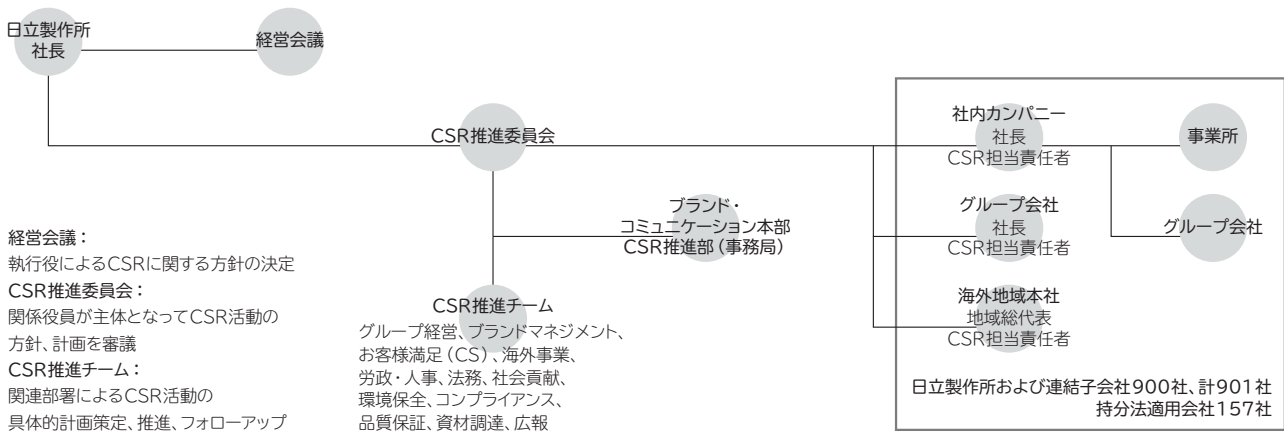 日立製作所
社長
経営会議
CSR推進委員会
社内カンパニー
社長
CSR担当責任者
事業所
ブランド・
コミュニケーション本部
CSR推進部（事務局）
グループ会社
社長
CSR担当責任者
グループ会社
海外地域本社
地域総代表
CSR担当責任者
経営会議：
執行役によるCSRに関する方針の決定
CSR推進委員会：
関係役員が主体となってCSR活動の
方針、計画を審議
CSR推進チーム：
関連部署によるCSR活動の
具体的計画策定、推進、フォローアップ
CSR推進チーム
グループ経営、ブランドマネジメント、
お客様満足（CS）、海外事業、
労政・人事、法務、社会貢献、
環境保全、コンプライアンス、
品質保証、資材調達、広報
日立製作所および連結子会社900社、計901社
持分法適用会社157社